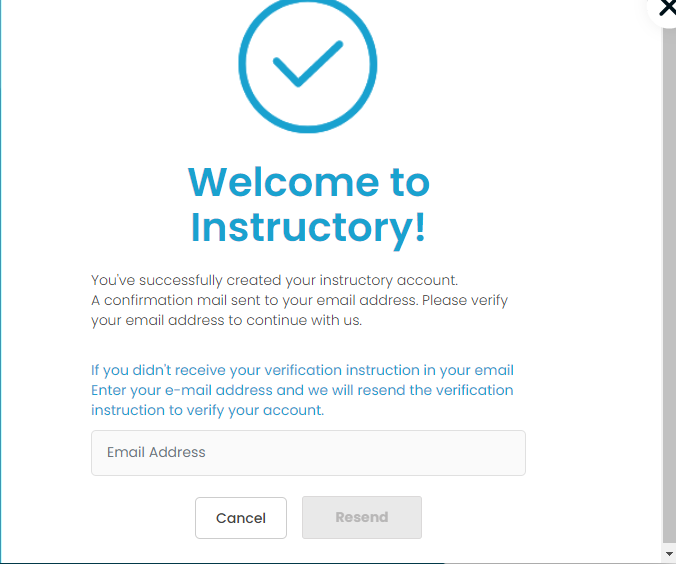 Welcome to
Instructory!
You've successfully created your instructory account.
A confirmation mail sent to your email address. Please verify
your email address to continue with us.
If you didn't receive your verification instruction in your email
Enter your e-mail address and we will resend the verification
instruction to verify your account.
Email Address
Cancel Resend